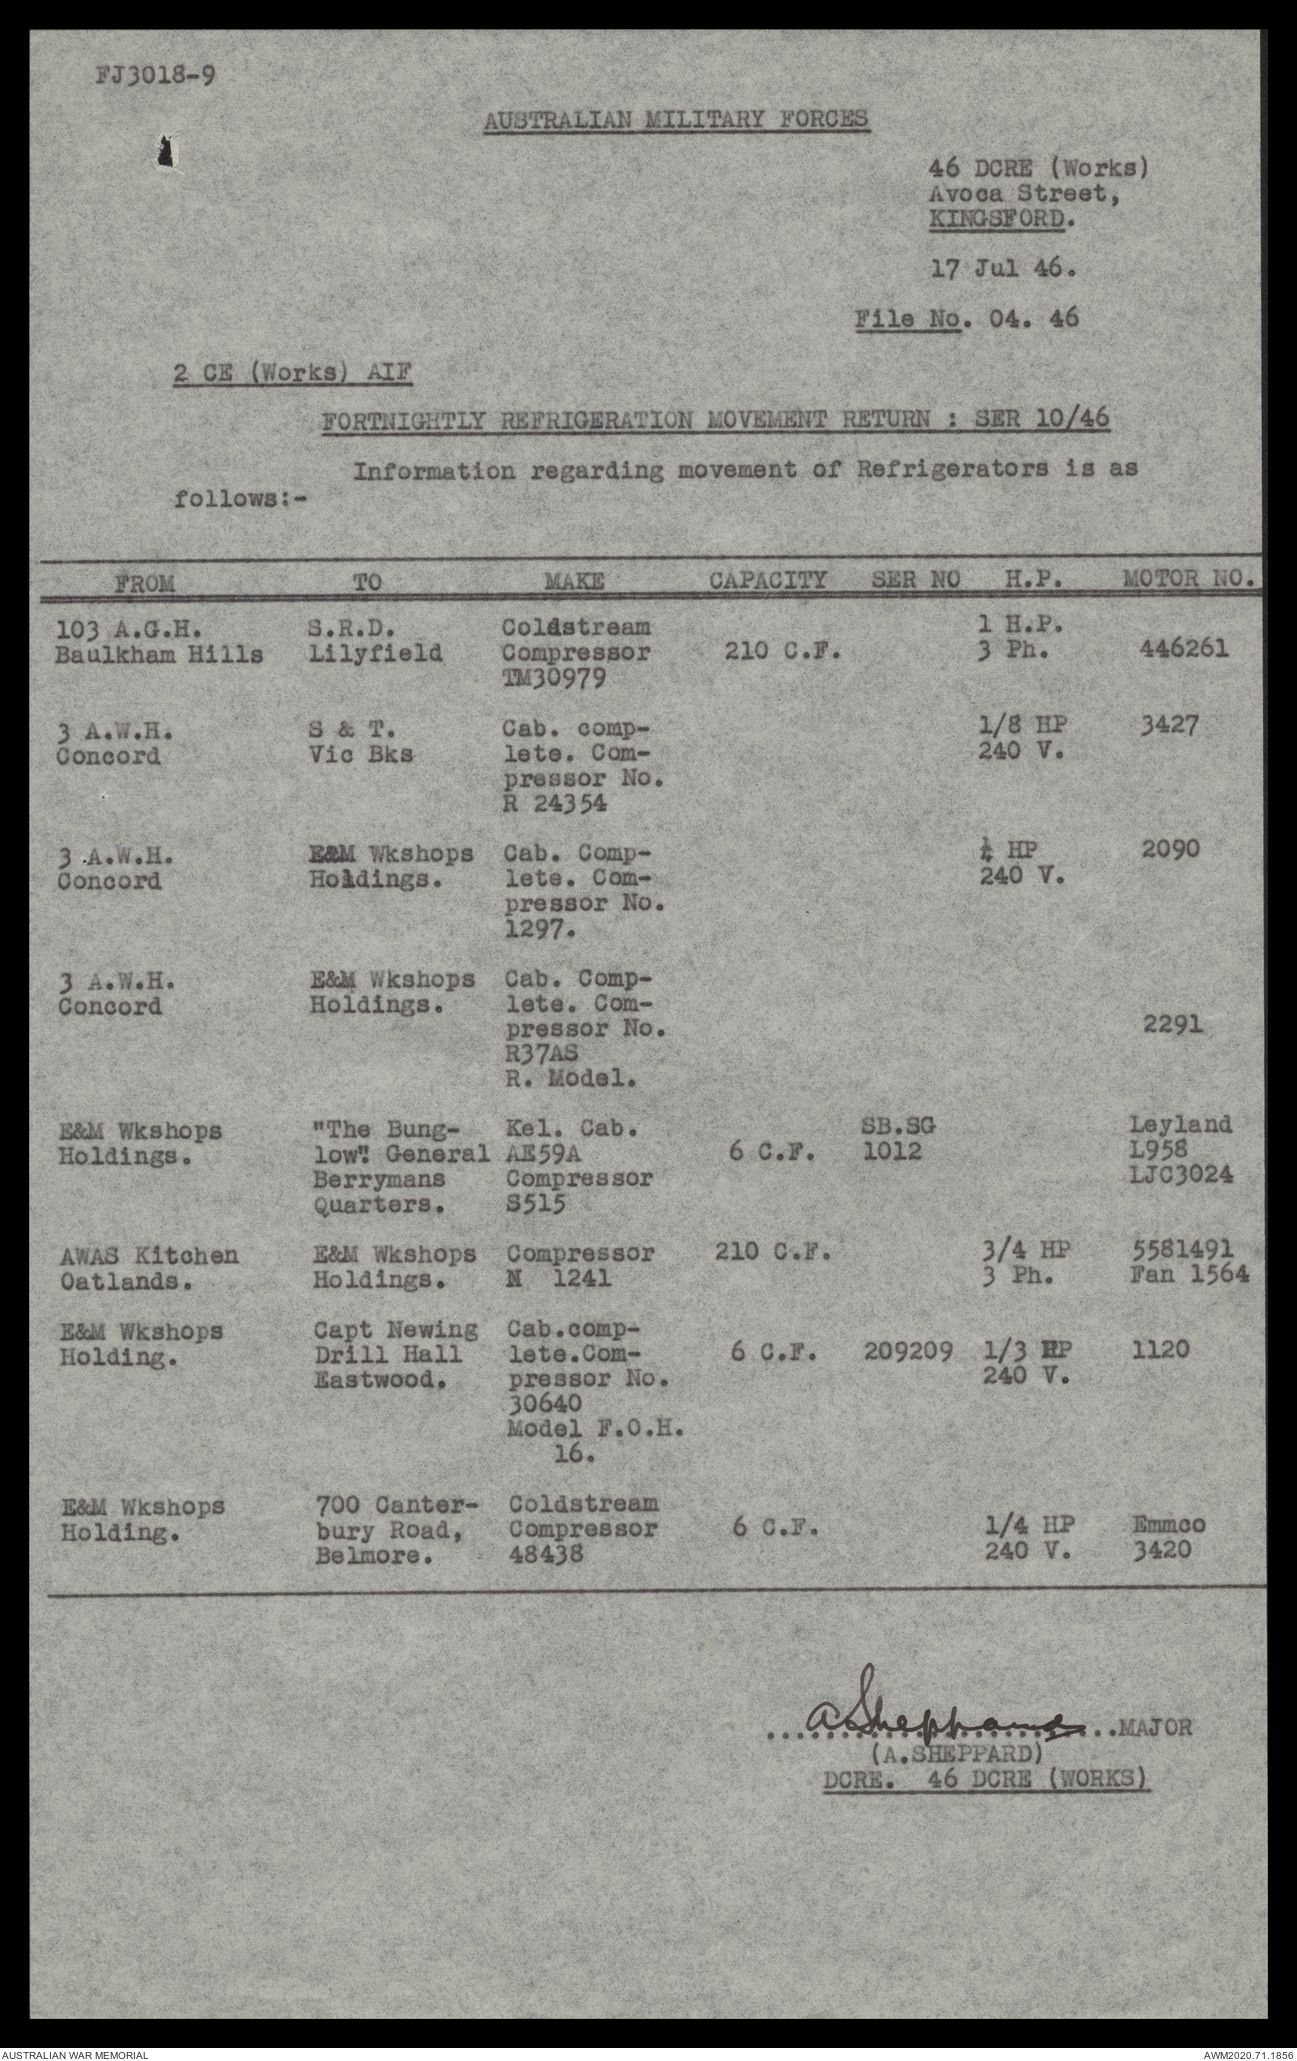 FJ3018-9
AUSTRALIAN MILITARY FORCES
46 DCRE (Works)
Avoca Street,
KINGSFORD.
17 Jul 46.
File No. 04. 46
2 CE (Works) AIF
FORTNIGHTLY REFRIGERATION MOVEMENT RETURN : SER 10/46
Information regarding movement of Refrigerators is as
follows:-
FROM TO MAKE CAPACITY SER NO H.P. MOTOR NO.
103 A.G.H. S.R.D. Coldstream 1 H.P.
Baulkham Hills Lilyfield Compressor 210 C.F. 3 Ph. 446261
TM30979
3 A.W.H. S & T. Cab. comp- 1/8 HP 3427
Concord Vic Bks lete. Com- 240 V.
pressor No.
R 24354
3 A.W.H. E&M Wkshops Cab. Comp- ¼ HP 2090
Concord Holdings. lete. Com- 240 V.
pressor No.
1297.
3 A.W.H. E&M Wkshops Cab. Comp-
Concord Holdings. lete. Com-
pressor No. 2291
R37AS
R. Model.
E&M Wkshops "The Bung- Kel. Cab. SB.SG Leyland
Holdings. low". General AE59A 6 C.F. 1012 L958
Berrymans Compressor LJC3024
Quarters. S515
AWAS Kitchen E&M Wkshops Compressor 210 C.F. 3/4 HP 5581491
Oatlands. Holdings. N 1241 3 Ph. Fan 1564
E&M Wkshops Capt Newing Cab.comp-
Holding. Drill Hall lete.Com- 6 C.F. 209209 1/3 HP 1120
Eastwood. pressor No. 240 V.
30640
Model F.O.H.
16.
E&M Wkshops 700 Canter- Coldstream
Holding. bury Road, Compressor 6 C.F. 1/4 HP Emmco
Belmore. 48438 240 V. 3420
A Sheppard MAJOR
(A.SHEPPARD)
DCRE. 46 DCRE (WORKS)
AUSTRALIAN WAR MEMORIAL AWM2020.71.1856